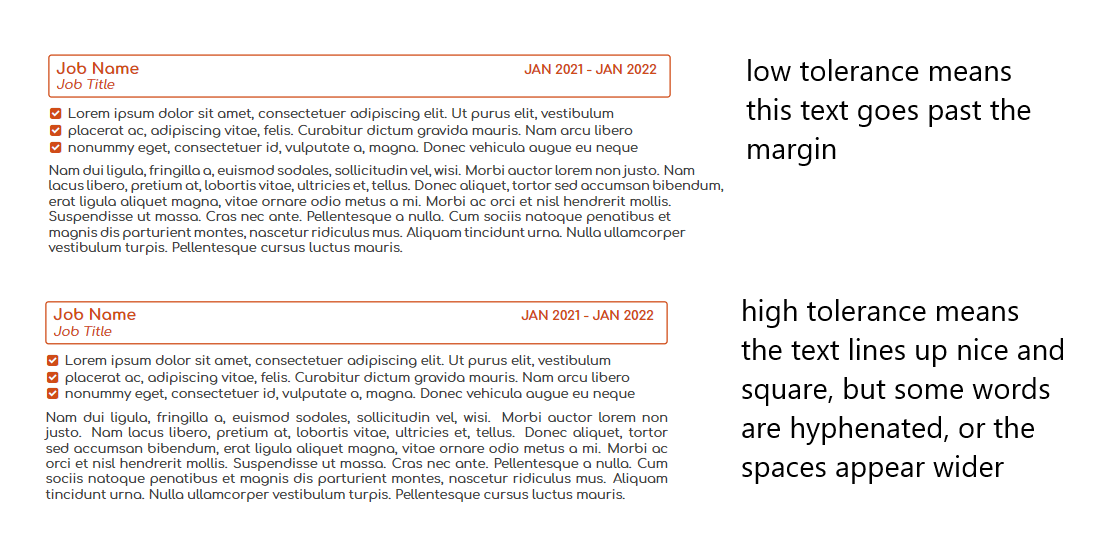 Job Name
JAN 2021 - JAN 2022
Job Title
Lorem ipsum dolor sit amet, consectetuer adipiscing elit. Ut purus elit, vestibulum
placerat ac, adipiscing vitae, felis. Curabitur dictum gravida mauris. Nam arcu libero
nonummy eget, consectetuer id, vulputate a, magna. Donec vehicula augue eu neque
Nam dui ligula, fringilla a, euismod sodales, sollicitudin vel, wisi. Morbi auctor lorem non justo. Nam
lacus libero, pretium at, lobortis vitae, ultricies et, tellus. Donec aliquet, tortor sed accumsan bibendum,
erat ligula aliquet magna, vitae ornare odio metus a mi. Morbi ac orci et nisl hendrerit mollis.
Suspendisse ut massa. Cras nec ante. Pellentesque a nulla. Cum sociis natoque penatibus et
magnis dis parturient montes, nascetur ridiculus mus. Aliquam tincidunt urna. Nulla ullamcorper
vestibulum turpis. Pellentesque cursus luctus mauris.
low tolerance means
this text goes past the
margin
Job Name
JAN 2021 - JAN 2022
Job Title
Lorem ipsum dolor sit amet, consectetuer adipiscing elit. Ut purus elit, vestibulum
placerat ac, adipiscing vitae, felis. Curabitur dictum gravida mauris. Nam arcu libero
nonummy eget, consectetuer id, vulputate a, magna. Donec vehicula augue eu neque
Nam dui ligula, fringilla a, euismod sodales, sollicitudin vel, wisi. Morbi auctor lorem non
justo. Nam lacus libero, pretium at, lobortis vitae, ultricies et, tellus. Donec aliquet, tortor
sed accumsan bibendum, erat ligula aliquet magna, vitae ornare odio metus a mi. Morbi ac
orci et nisl hendrerit mollis. Suspendisse ut massa. Cras nec ante. Pellentesque a nulla. Cum
sociis natoque penatibus et magnis dis parturient montes, nascetur ridiculus mus. Aliquam
tincidunt urna. Nulla ullamcorper vestibulum turpis. Pellentesque cursus luctus mauris.
high tolerance means
the text lines up nice and
square, but some words
are hyphenated, or the
spaces appear wider